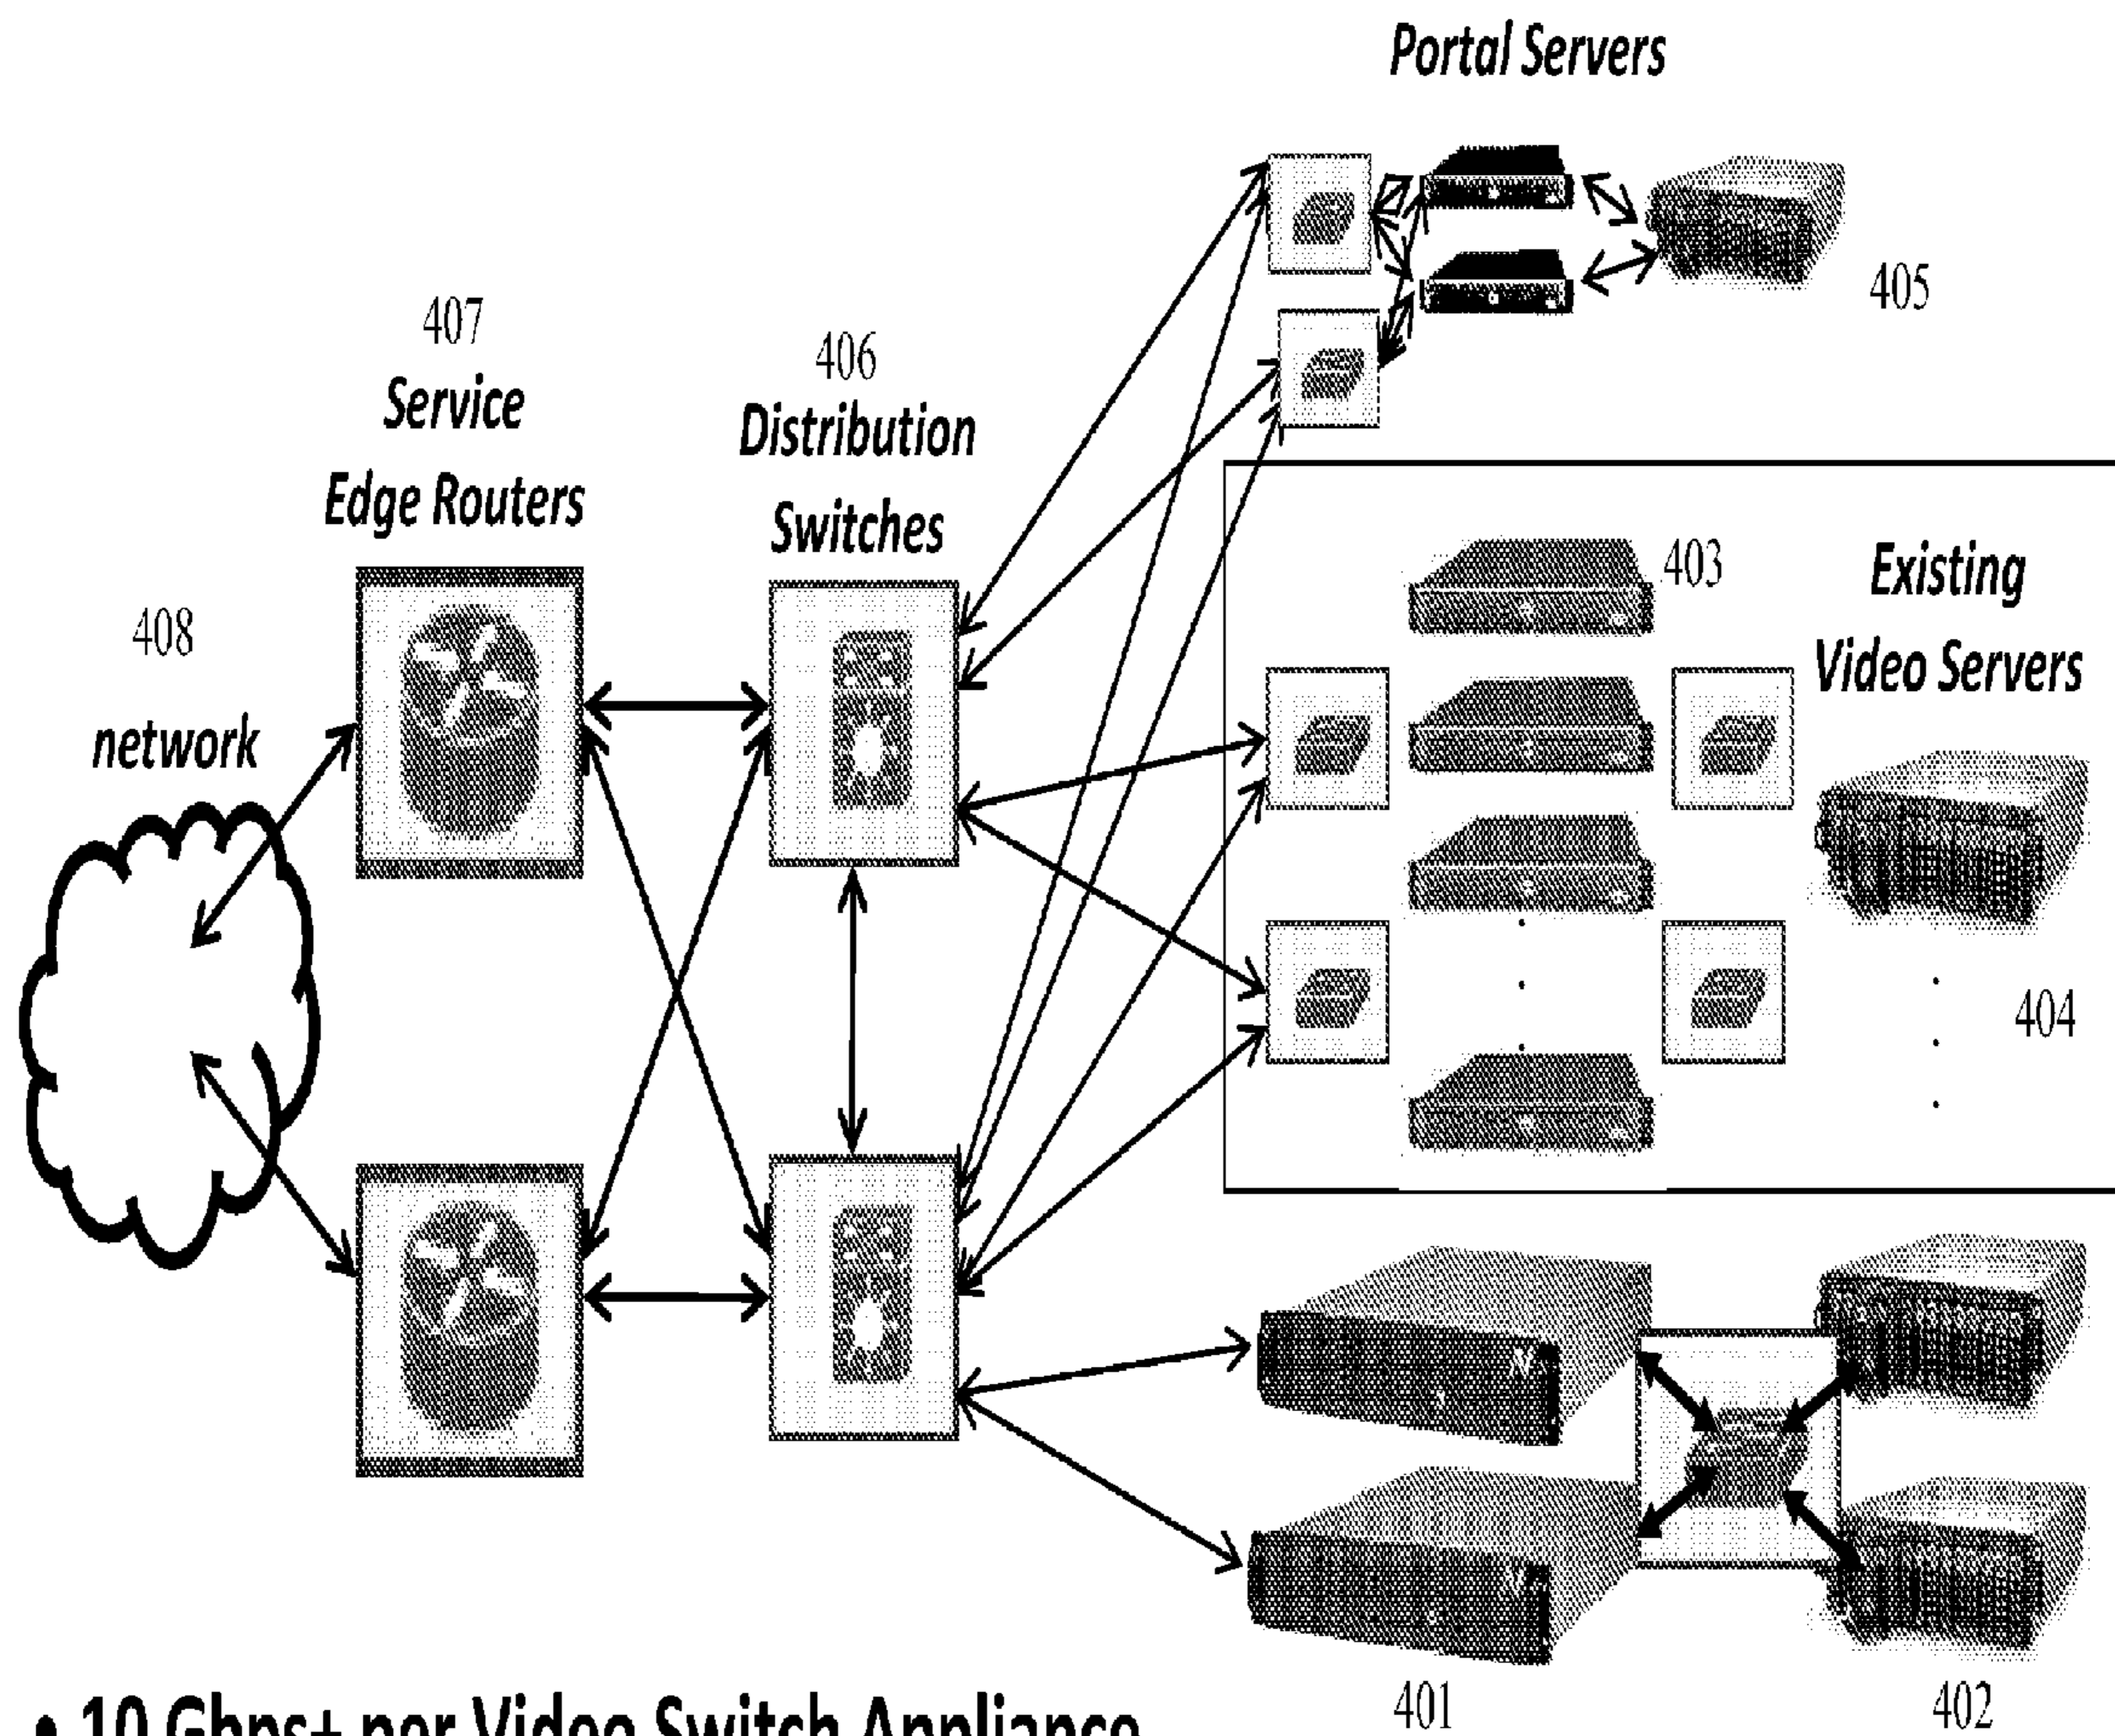 Portal Servers
405
407
Service
Edge Routers
406
Distribution
Switches
408
network
403
Existing
Video Servers
404
401
402
• 10 Gbps+ per Video Switch Appliance